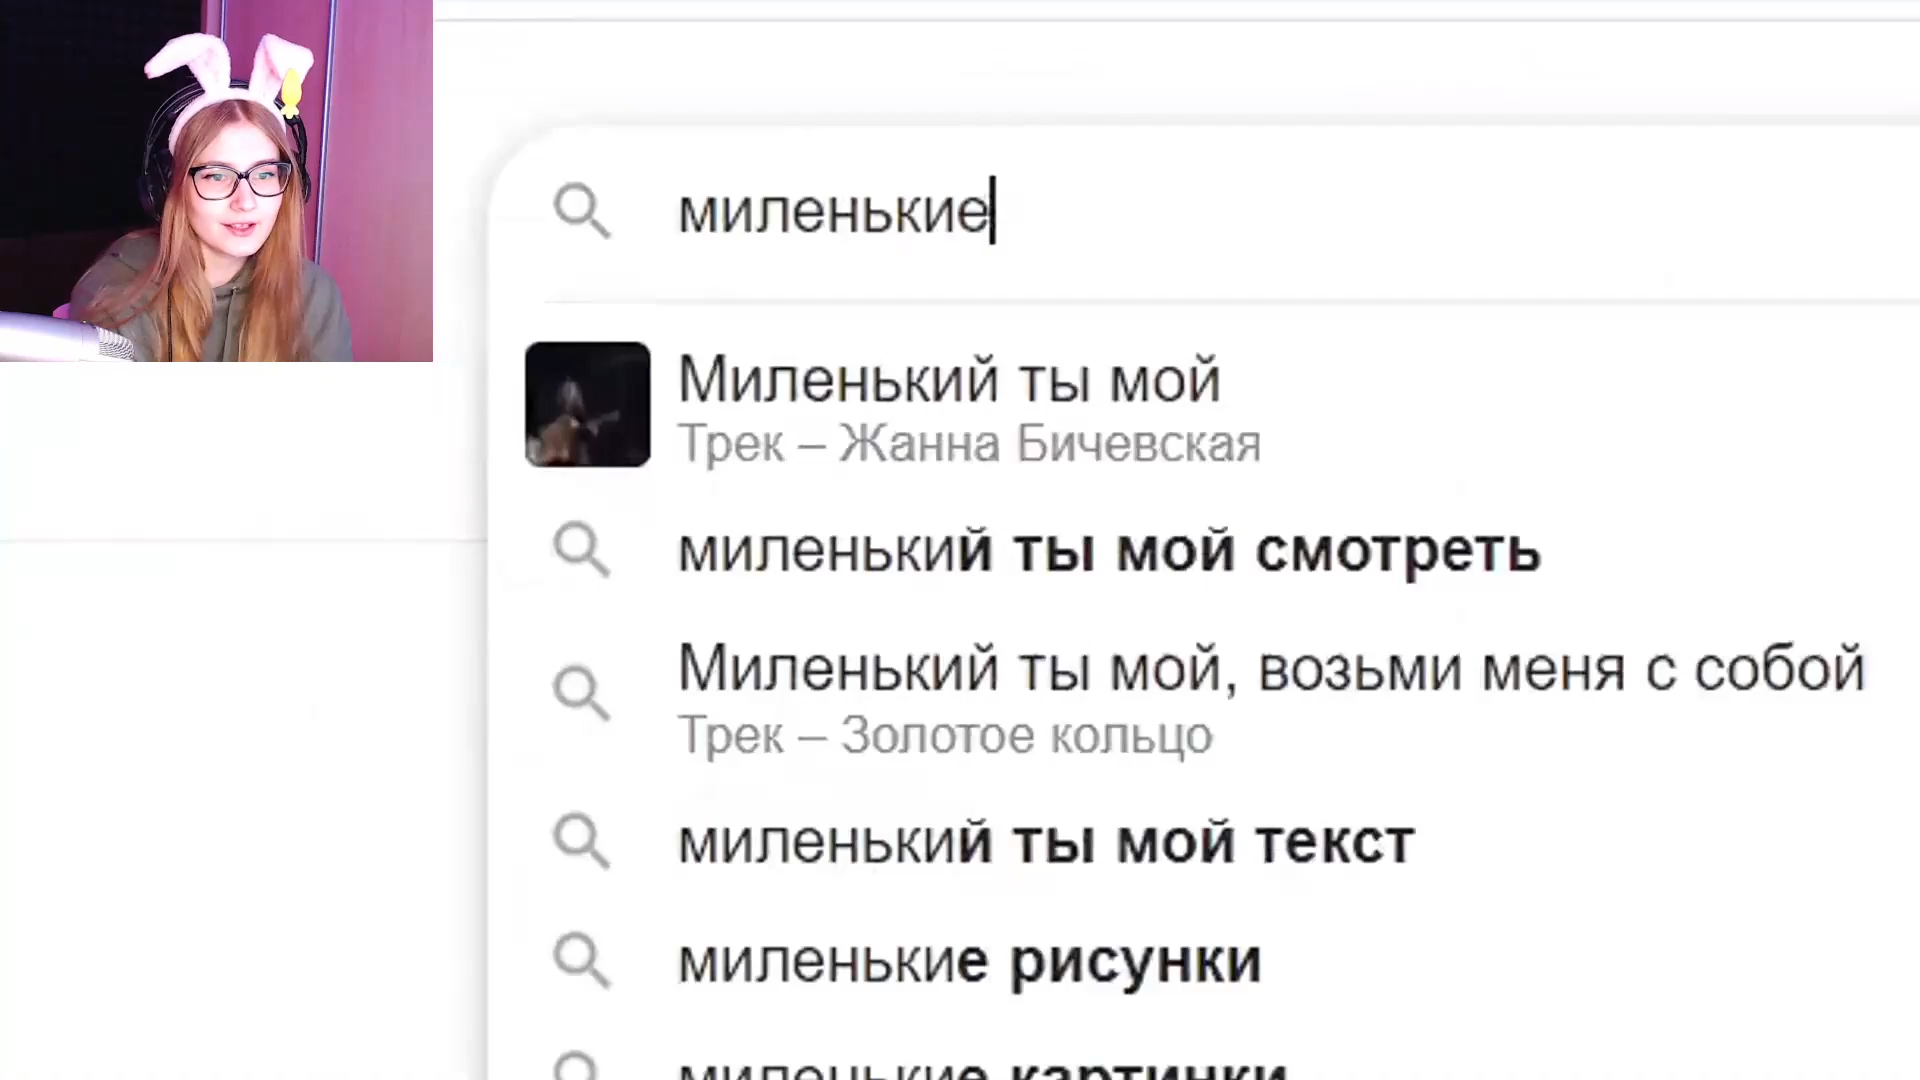 миленькие
Миленький ты мой
Трек – Жанна Бичевская
миленький ты мой смотреть
Миленький ты мой, возьми меня с собой
Трек – Золотое кольцо
миленький ты мой текст
миленькие рисунки
миленькие картинки